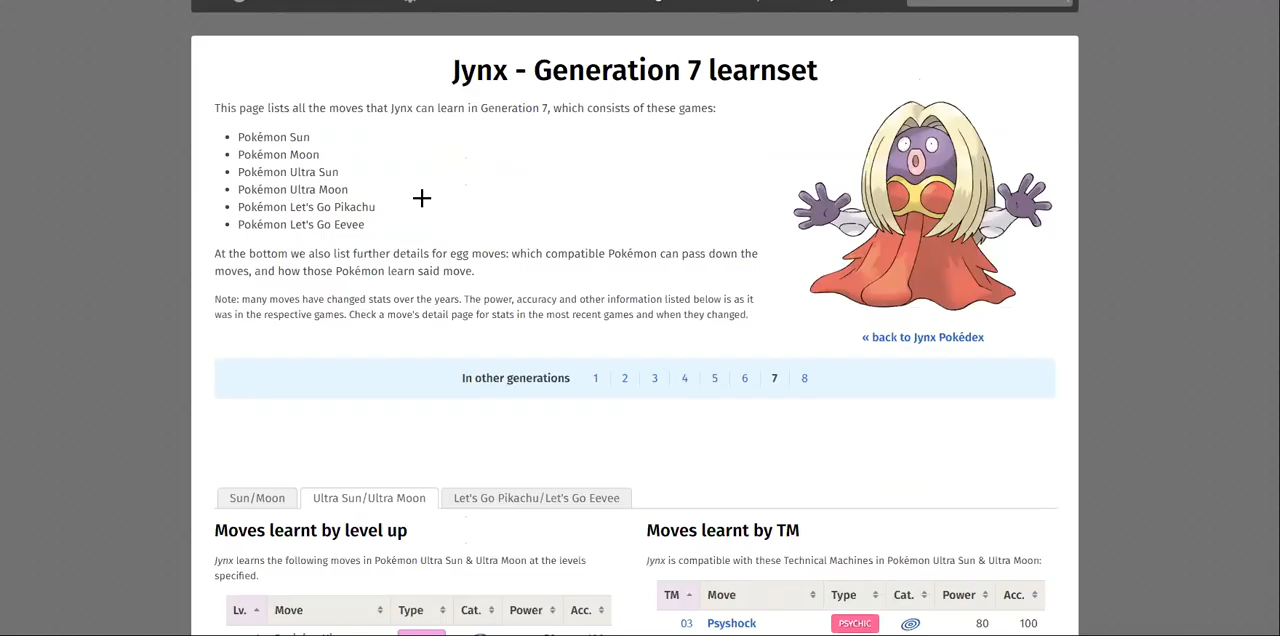 Jynx - Generation 7 learnset
This page lists all the moves that Jynx can learn in Generation 7, which consists of these games:
• Pokémon Sun
• Pokémon Moon
• Pokémon Ultra Sun
• Pokémon Ultra Moon
• Pokémon Let's Go Pikachu
• Pokémon Let's Go Eevee
At the bottom we also list further details for egg moves: which compatible Pokémon can pass down the
moves, and how those Pokémon learn said move.
Note: many moves have changed stats over the years. The power, accuracy and other information listed below is as it
was in the respective games. Check a move's detail page for stats in the most recent games and when they changed.
« back to Jynx Pokédex
In other generations 1 2 3 4 5 6 7 8
Sun/Moon Ultra Sun/Ultra Moon Let's Go Pikachu/Let's Go Eevee
Moves learnt by level up
Jynx learns the following moves in Pokémon Ultra Sun & Ultra Moon at the levels
specified.
Lv. Move Type Cat. Power Acc.
Moves learnt by TM
Jynx is compatible with these Technical Machines in Pokémon Ultra Sun & Ultra Moon:
TM Move Type Cat. Power Acc.
03 Psyshock PSYCHIC 80 100